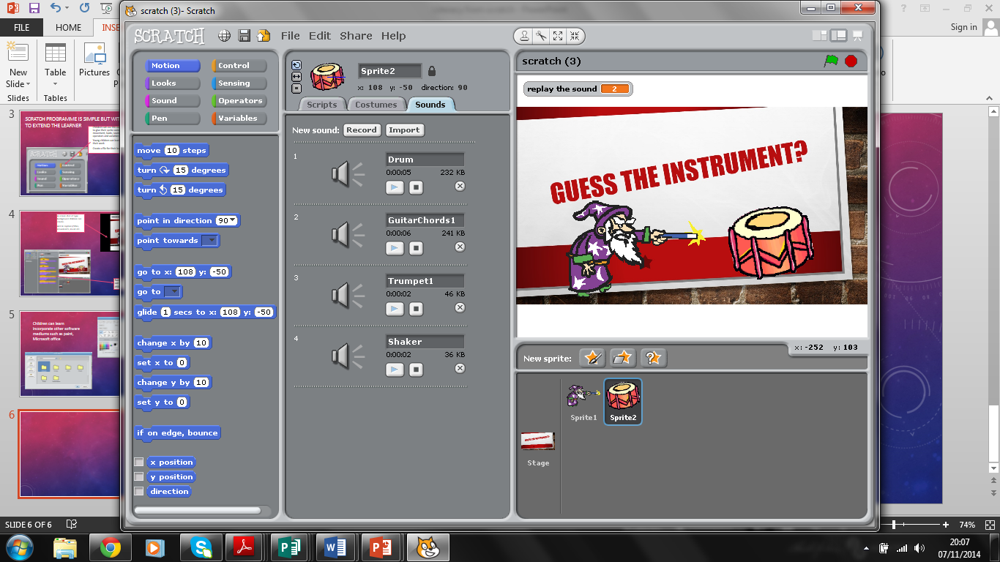 scratch (3)- Scratch
FILE
HOME
INSE
Sign in
New
Slide
Table
Pictures
Slides
Tables
SCRATCH
File Edit Share Help
Motion
Control
Looks
Sensing
Sound
Operators
Pen
Variables
move 10 steps
turn 15 degrees
turn 15 degrees
point in direction 90
point towards
go to x: 108 y: -50
go to
glide 1 secs to x: 108 y: -50
change x by 10
set x to 0
change y by 10
set y to 0
if on edge, bounce
x position
y position
direction
Sprite2
x: 108 y: -50 direction: 90
Scripts
Costumes
Sounds
New sound: Record Import
1
Drum
0:00:05 232 KB
2
GuitarChords1
0:00:06 241 KB
3
Trumpet1
0:00:02 46 KB
4
Shaker
0:00:02 36 KB
scratch (3)
replay the sound 2
GUESS THE INSTRUMENT?
x: -252 y: 103
New sprite:
Sprite1
Sprite2
Stage
3
SCRATCH PROGRAMME IS SIMPLE BUT WIT
TO EXTEND THE LEARNER
4
5
Children can learn
incorporate other software
mediums such as paint,
Microsoft office
6
SLIDE 6 OF 6
74%
20:07
07/11/2014